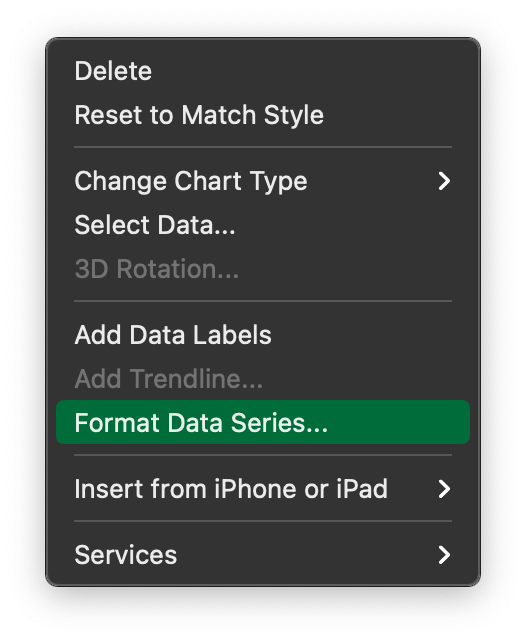 Delete
Reset to Match Style
Change Chart Type
Select Data...
3D Rotation...
Add Data Labels
Add Trendline...
Format Data Series...
Insert from iPhone or iPad
Services